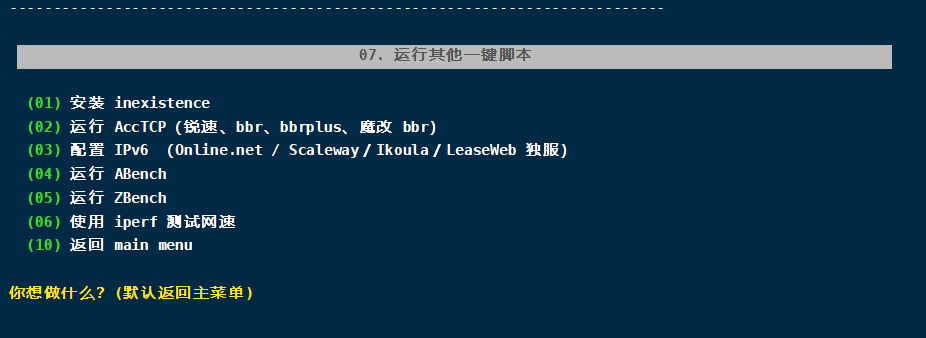 ---------------------------------------------------------------------------
07. 运行其他一键脚本
(01) 安装 inexistence
(02) 运行 AccTCP (锐速、bbr、bbrplus、魔改 bbr)
(03) 配置 IPv6  (Online.net / Scaleway/Ikoula/LeaseWeb 独服)
(04) 运行 ABench
(05) 运行 ZBench
(06) 使用 iperf 测试网速
(10) 返回 main menu
你想做什么? (默认返回主菜单)